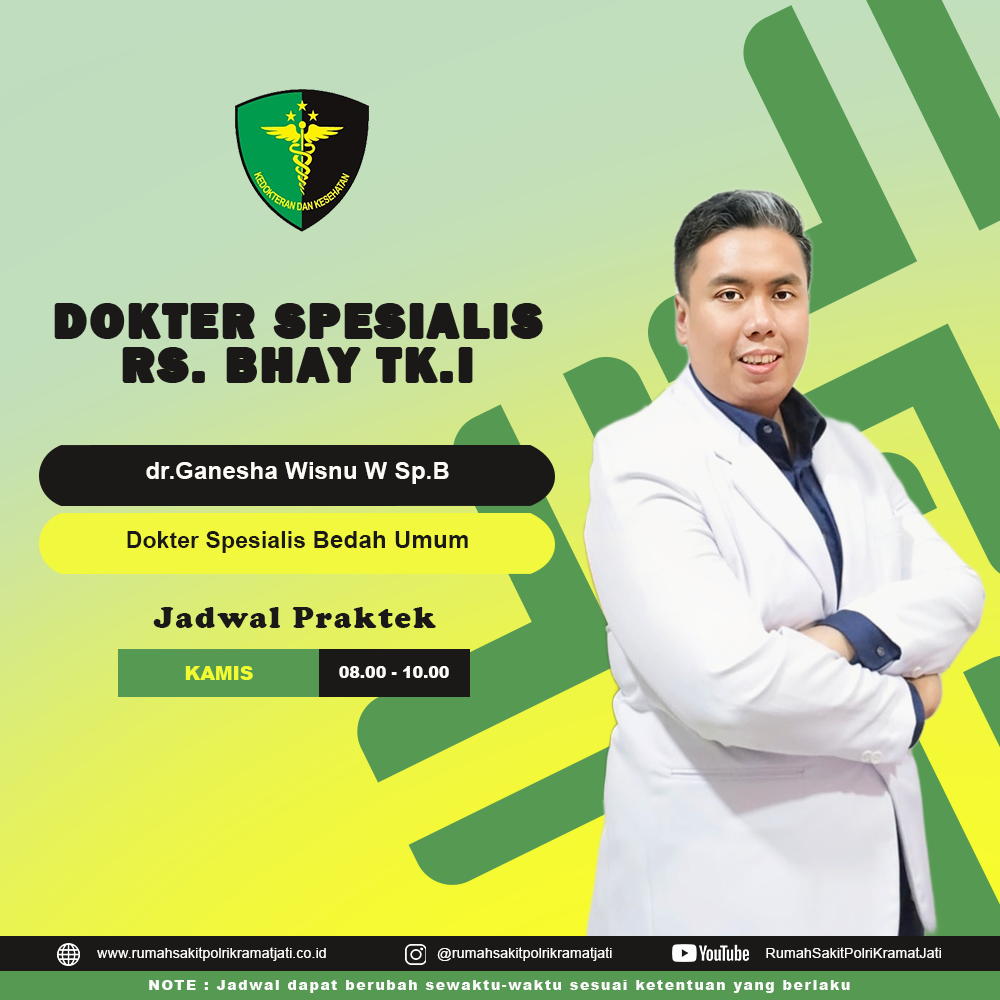 KEDOKTERAN DAN KESEHATAN
DOKTER SPESIALIS
RS. BHAY TK.I
dr.Ganesha Wisnu W Sp.B
Dokter Spesialis Bedah Umum
Jadwal Praktek
KAMIS 08.00 - 10.00
www.rumahsakitpolrikramatjati.co.id @rumahsakitpolrikramatjati YouTube RumahSakitPolriKramatJati
NOTE : Jadwal dapat berubah sewaktu-waktu sesuai ketentuan yang berlaku